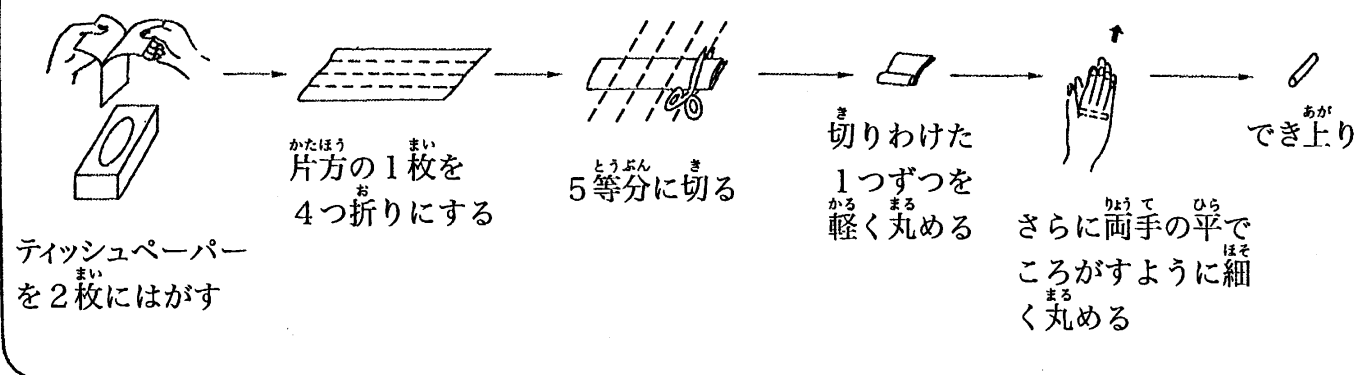 ティッシュペーパー
を2枚にはがす
片方の1枚を
4つ折りにする
5等分に切る
切りわけた
1つずつを
軽く丸める
さらに両手の平で
ころがすように細
く丸める
でき上り